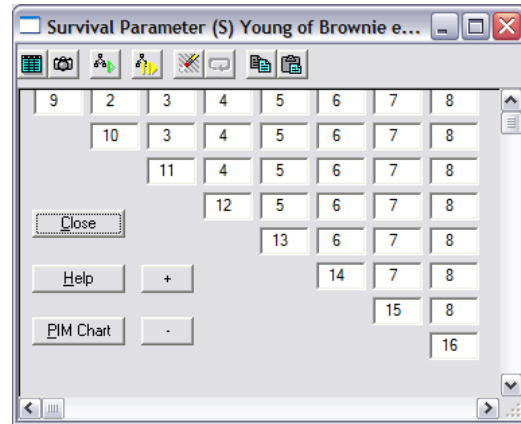 Survival Parameter (S) Young of Brownie e...
9 2 3 4 5 6 7 8
10 3 4 5 6 7 8
11 4 5 6 7 8
12 5 6 7 8
Close
13 6 7 8
Help + 14 7 8
15 8
PIM Chart -
16